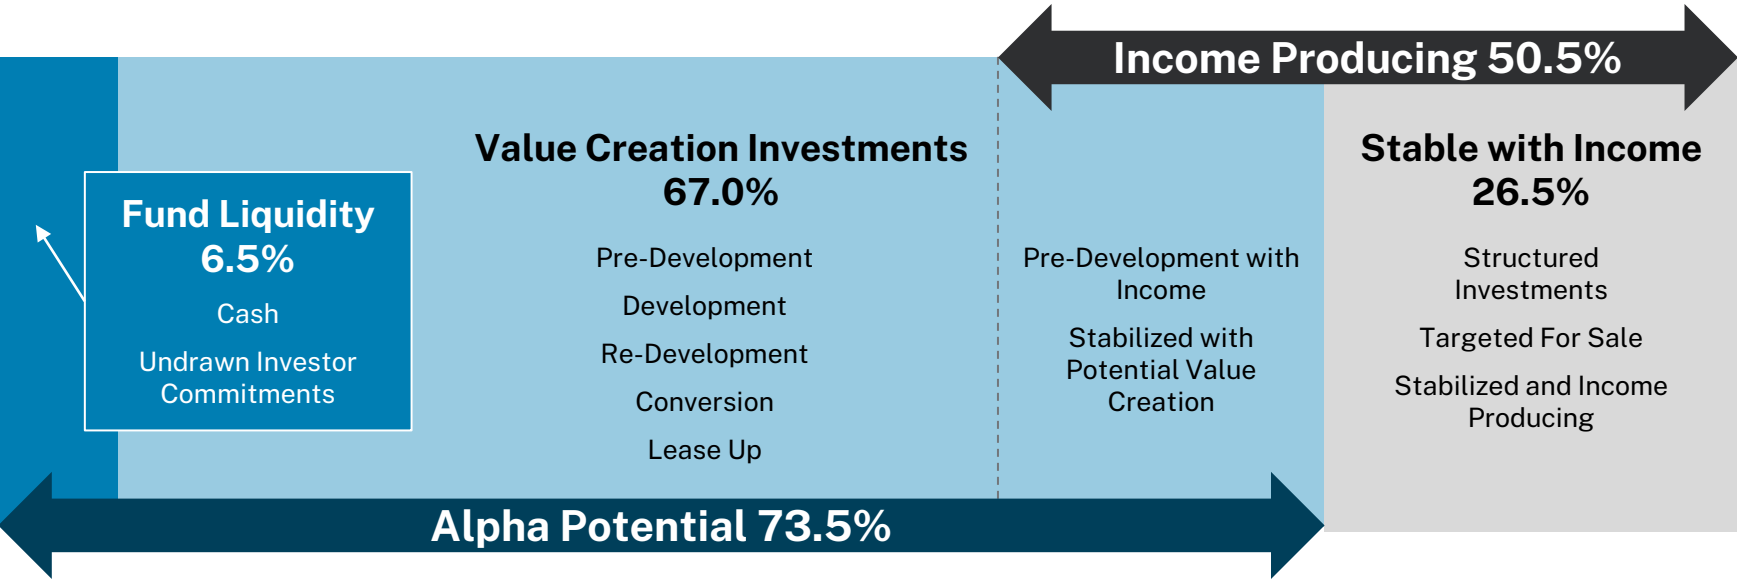 Income Producing 50.5%
Fund Liquidity
6.5%
Cash
Undrawn Investor
Commitments
Value Creation Investments
67.0%
Pre-Development
Development
Re-Development
Conversion
Lease Up
Pre-Development with
Income
Stabilized with
Potential Value
Creation
Stable with Income
26.5%
Structured
Investments
Targeted For Sale
Stabilized and Income
Producing
Alpha Potential 73.5%